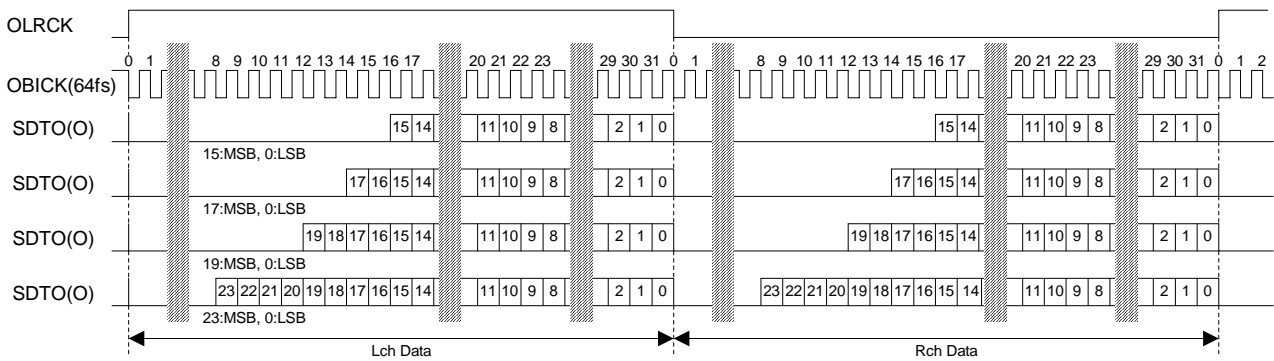 OLRCK
0 1 8 9 10 11 12 13 14 15 16 17 20 21 22 23 29 30 31 0 1 8 9 10 11 12 13 14 15 16 17 20 21 22 23 29 30 31 0 1 2
OBICK(64fs)
SDTO(O) 15 14 11 10 9 8 2 1 0 15 14 11 10 9 8 2 1 0
15:MSB, 0:LSB
SDTO(O) 17 16 15 14 11 10 9 8 2 1 0 17 16 15 14 11 10 9 8 2 1 0
17:MSB, 0:LSB
SDTO(O) 19 18 17 16 15 14 11 10 9 8 2 1 0 19 18 17 16 15 14 11 10 9 8 2 1 0
19:MSB, 0:LSB
SDTO(O) 23 22 21 20 19 18 17 16 15 14 11 10 9 8 2 1 0 23 22 21 20 19 18 17 16 15 14 11 10 9 8 2 1 0
23:MSB, 0:LSB
Lch Data Rch Data